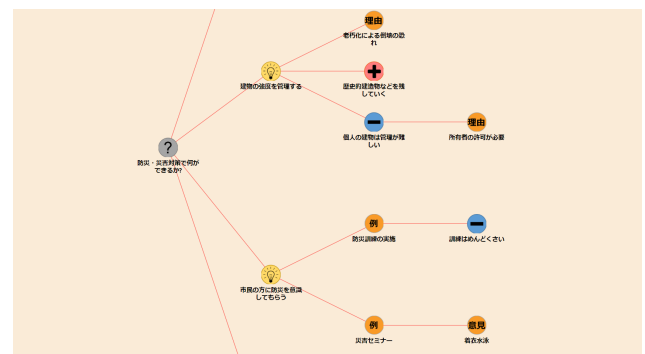 理由
老朽化による倒壊の恐
れ
建物の強度を管理する
歴史的建造物などを残
していく
個人の建物は管理が難
しい
理由
所有者の許可が必要
?
防災・災害対策で何が
できるか?
例
防災訓練の実施
訓練はめんどくさい
市民の方に防災を意識
してもらう
例
災害セミナー
意見
着衣水泳